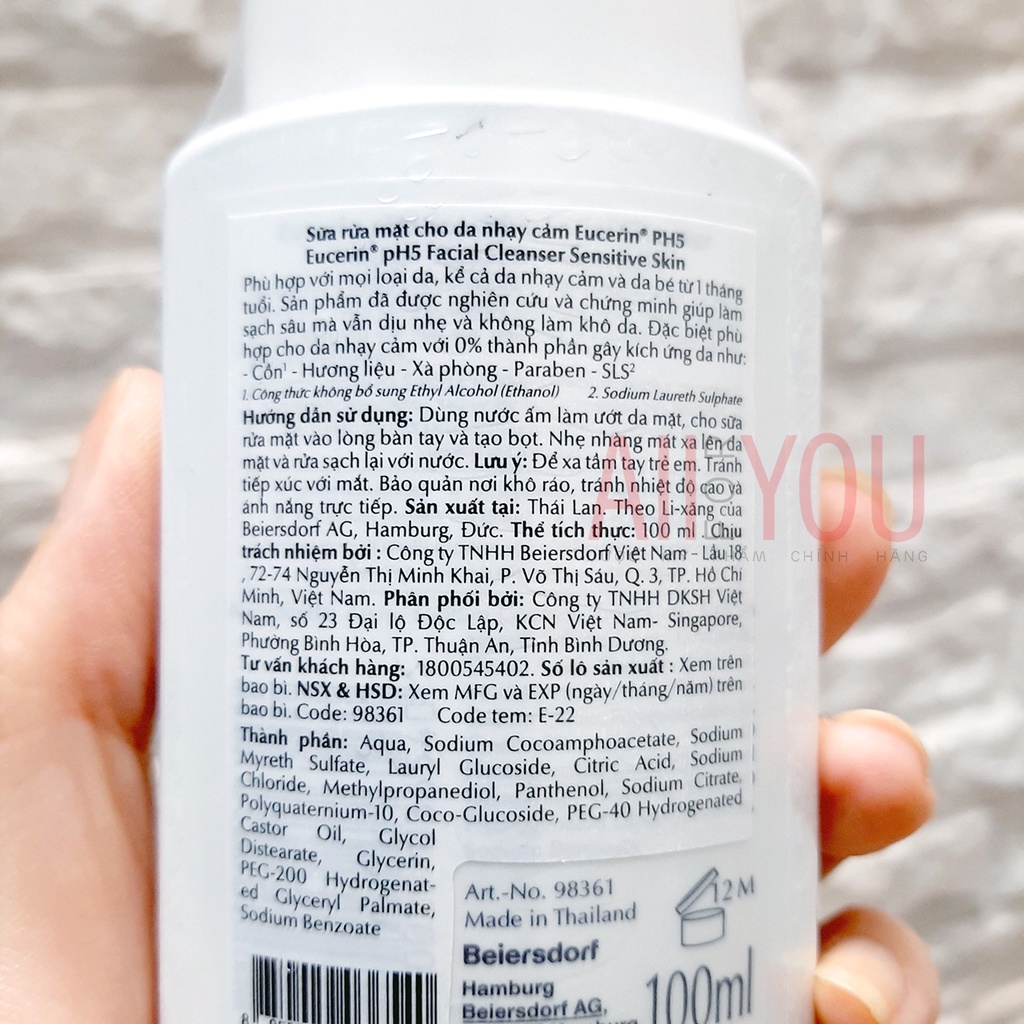 Sữa rửa mặt cho da nhạy cảm Eucerin® PH5
Eucerin® pH5 Facial Cleanser Sensitive Skin
Phù hợp với mọi loại da, kể cả da nhạy cảm và da bé từ 1 tháng
tuổi. Sản phẩm đã được nghiên cứu và chứng minh giúp làm
sạch sâu mà vẫn dịu nhẹ và không làm khô da. Đặc biệt phù
hợp cho da nhạy cảm với 0% thành phần gây kích ứng da như:
- Cồn¹ - Hương liệu - Xà phòng - Paraben - SLS²
1. Công thức không bổ sung Ethyl Alcohol (Ethanol) 2. Sodium Laureth Sulphate
Hướng dẫn sử dụng: Dùng nước ấm làm ướt da mặt, cho sữa
rửa mặt vào lòng bàn tay và tạo bọt. Nhẹ nhàng mát xa lên da
mặt và rửa sạch lại với nước. Lưu ý: Để xa tầm tay trẻ em. Tránh
tiếp xúc với mắt. Bảo quản nơi khô ráo, tránh nhiệt độ cao và
ánh nắng trực tiếp. Sản xuất tại: Thái Lan. Theo Li-xăng của
Beiersdorf AG, Hamburg, Đức. Thể tích thực: 100 ml. Chịu
trách nhiệm bởi : Công ty TNHH Beiersdorf Việt Nam - Lầu 18
, 72-74 Nguyễn Thị Minh Khai, P. Võ Thị Sáu, Q. 3, TP. Hồ Chí
Minh, Việt Nam. Phân phối bởi: Công ty TNHH DKSH Việt
Nam, số 23 Đại lộ Độc Lập, KCN Việt Nam- Singapore,
Phường Bình Hòa, TP. Thuận An, Tỉnh Bình Dương.
Tư vấn khách hàng: 1800545402. Số lô sản xuất : Xem trên
bao bì. NSX & HSD: Xem MFG và EXP (ngày/tháng/năm) trên
bao bì. Code: 98361 Code tem: E-22
Thành phần: Aqua, Sodium Cocoamphoacetate, Sodium
Myreth Sulfate, Lauryl Glucoside, Citric Acid, Sodium
Chloride, Methylpropanediol, Panthenol, Sodium Citrate,
Polyquaternium-10, Coco-Glucoside, PEG-40 Hydrogenated
Castor Oil, Glycol
Distearate, Glycerin,
PEG-200 Hydrogenat-
ed Glyceryl Palmate,
Sodium Benzoate
Art.-No. 98361
Made in Thailand
12 M
Beiersdorf
Hamburg
Beiersdorf AG,
100ml
All FOR YOU
CHÍNH HÃNG